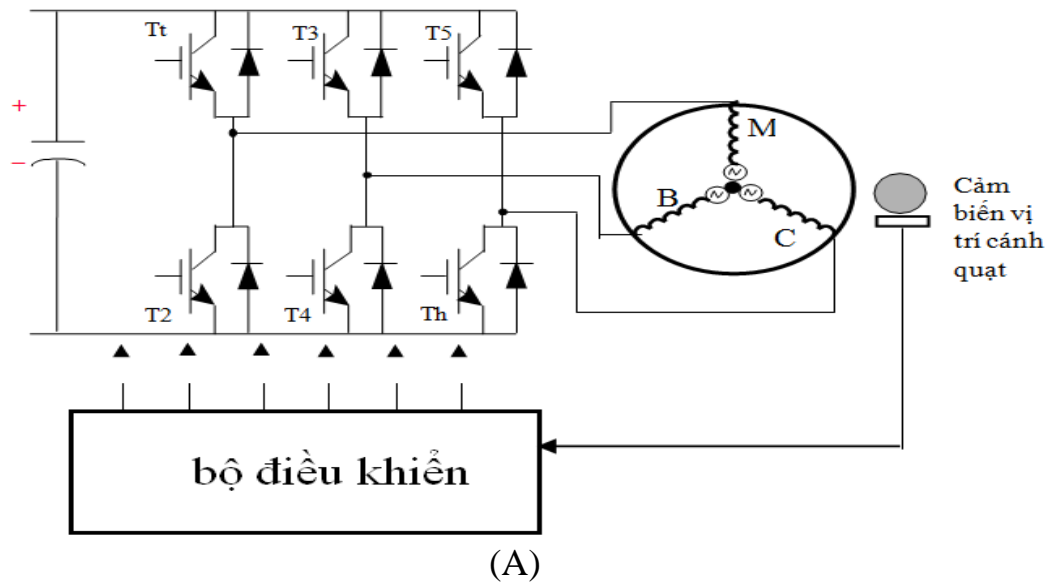 Tt
T3
T5
+
−
M
B
C
Cảm
biến vị
trí cánh
quạt
T2
T4
Th
bộ điều khiển
(A)